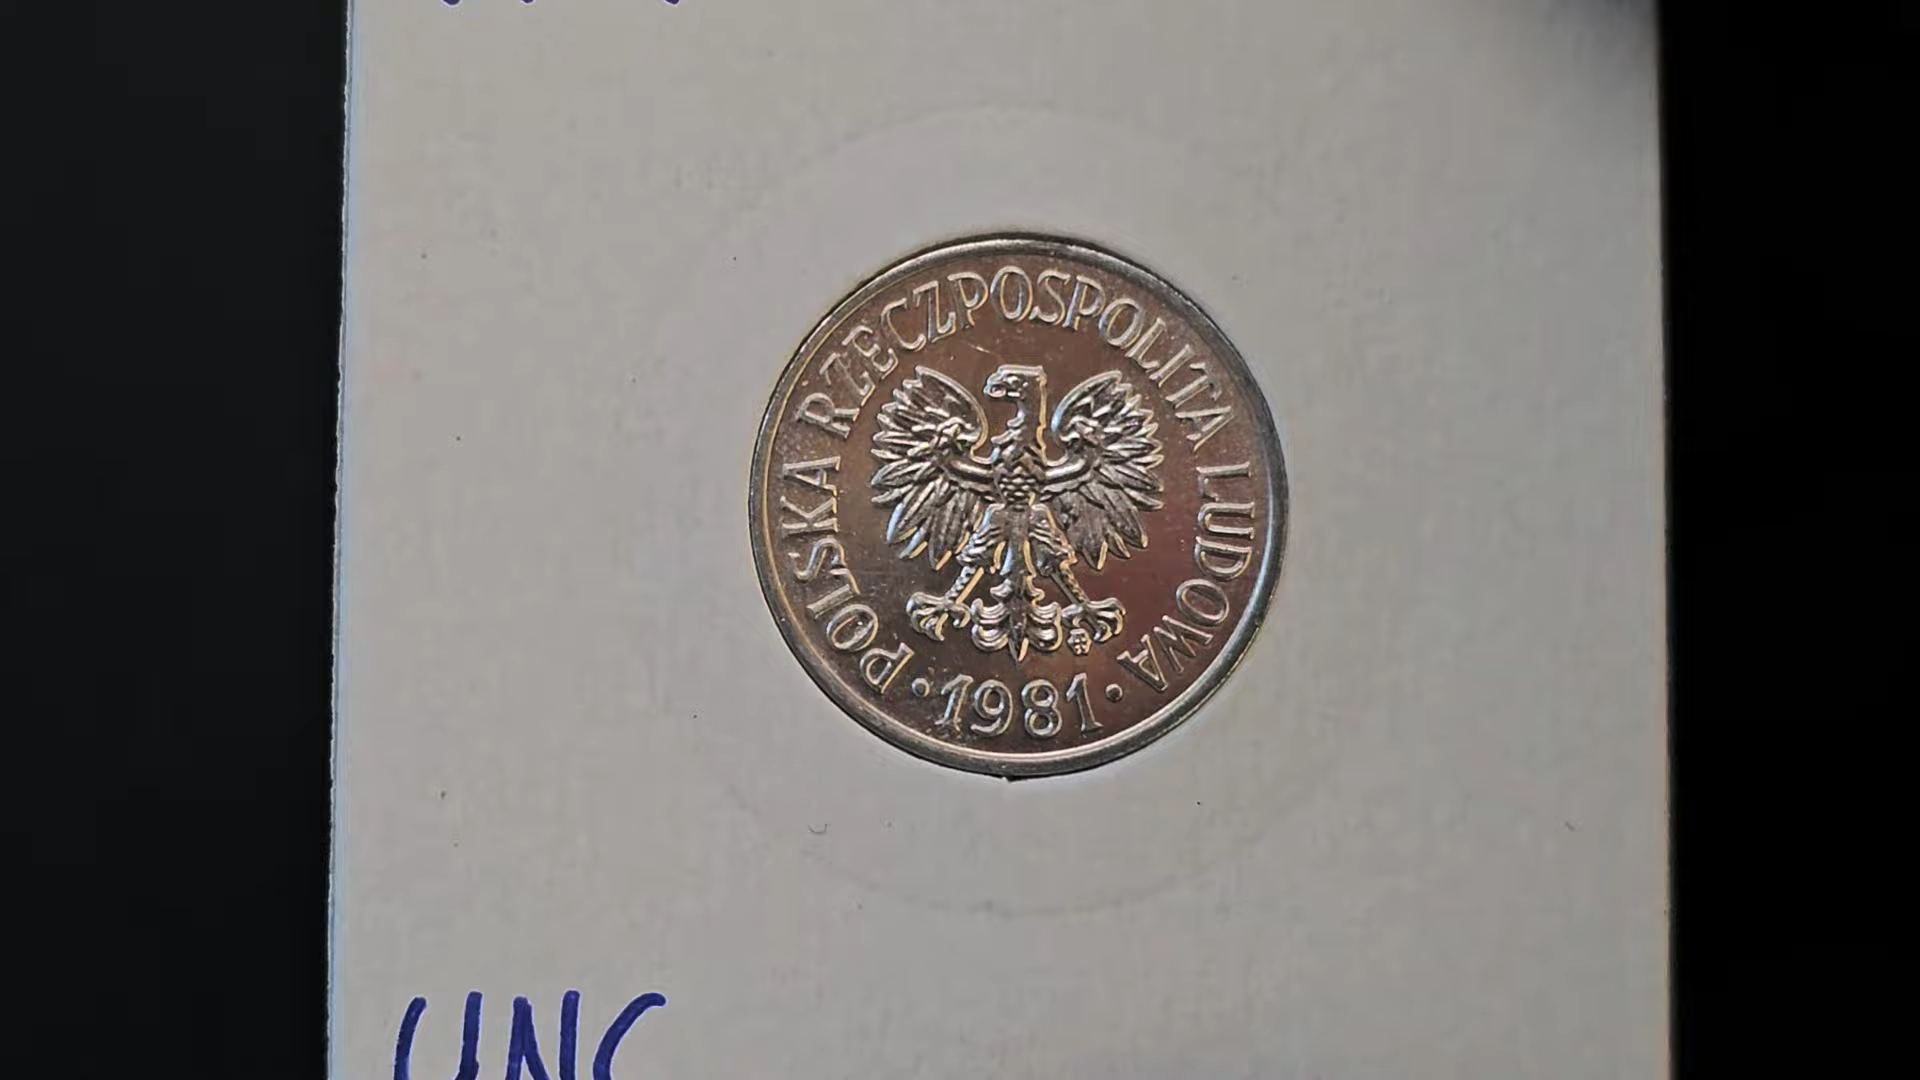 POLSKA RZECZPOSPOLITA LUDOWA
• 1981 •
UNC